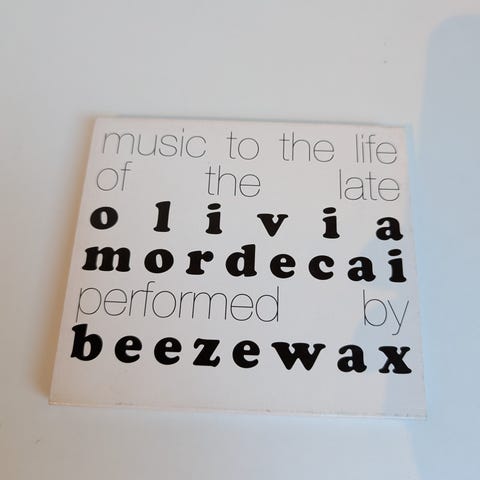 music to the life
of the late
olivia
mordecai
performed by
beezewax